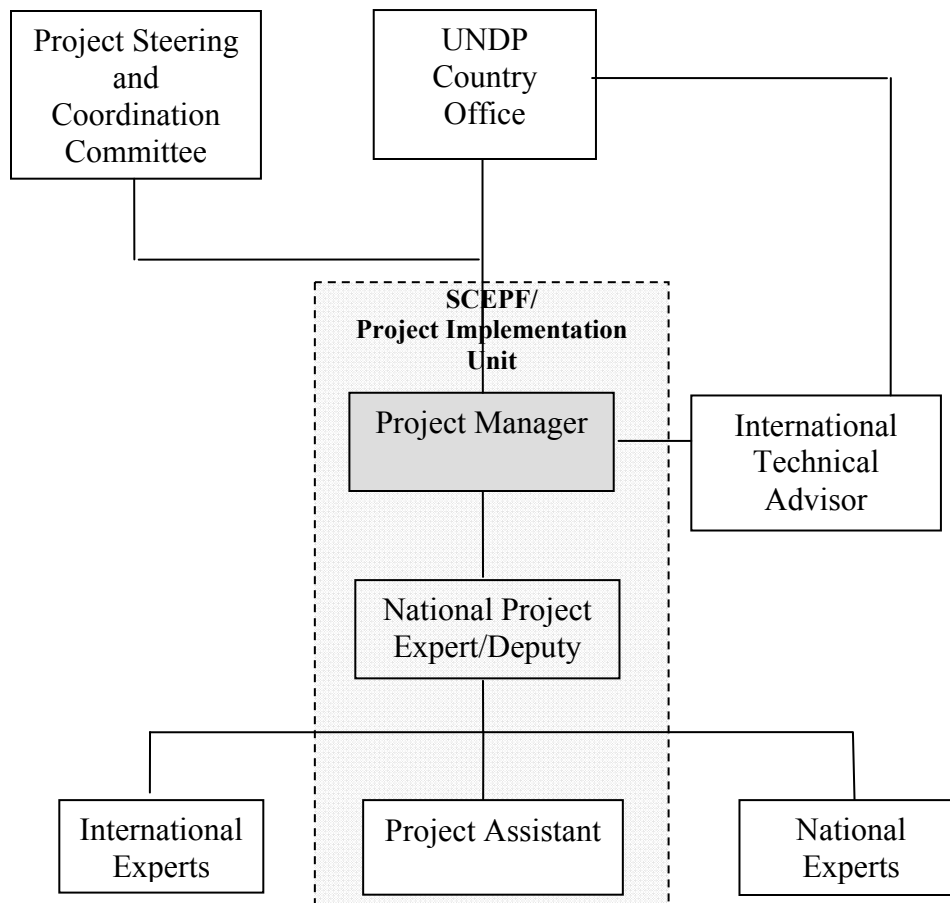 Project Steering
and
Coordination
Committee
UNDP
Country
Office
SCEPF/
Project Implementation
Unit
Project Manager
International
Technical
Advisor
National Project
Expert/Deputy
International
Experts
Project Assistant
National
Experts